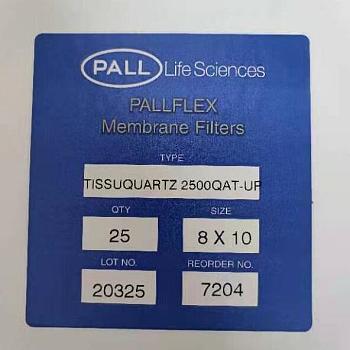 PALL Life Sciences
PALLFLEX
Membrane Filters
TYPE
TISSUQUARTZ 2500QAT-UP
QTY SIZE
25 8 X 10
LOT NO. REORDER NO.
20325 7204